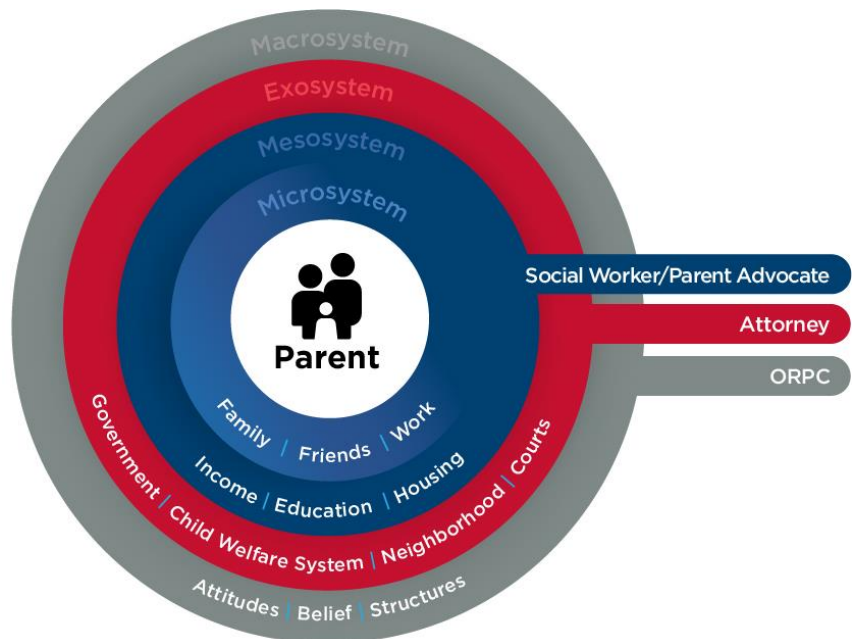 Macrosystem
Exosystem
Mesosystem
Microsystem
Parent
Family | Friends | Work
Income | Education | Housing
Government | Child Welfare System | Neighborhood | Courts
Attitudes | Belief | Structures
Social Worker/Parent Advocate
Attorney
ORPC